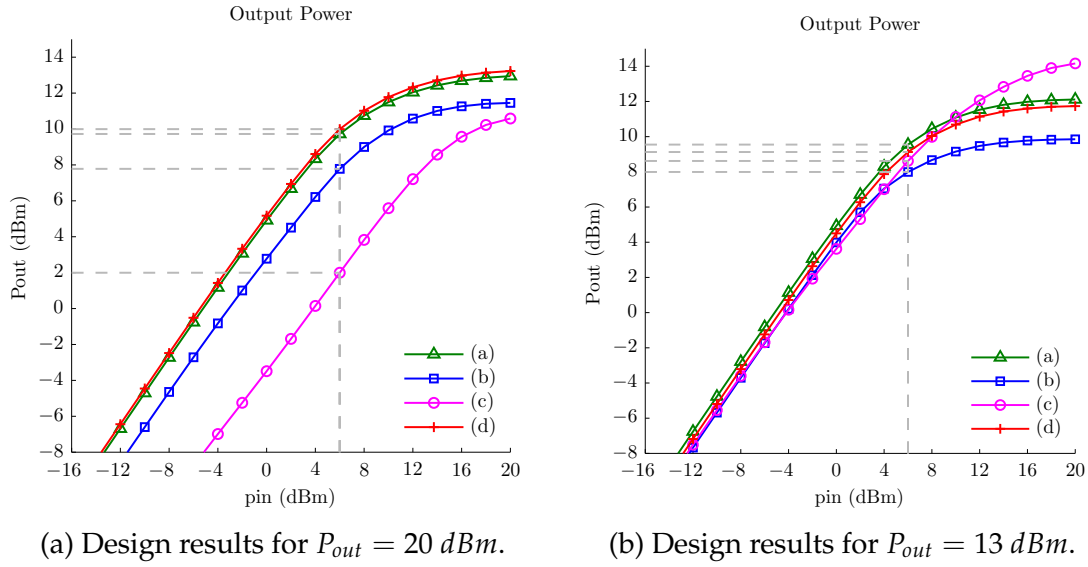 Output Power
14
12
10
8
6
4
2
0
−2
−4
−6
−8
Pout (dBm)
−16 −12 −8 −4 0 4 8 12 16 20
pin (dBm)
(a)
(b)
(c)
(d)
(a) Design results for P_out = 20 dBm.
Output Power
14
12
10
8
6
4
2
0
−2
−4
−6
−8
Pout (dBm)
−16 −12 −8 −4 0 4 8 12 16 20
pin (dBm)
(a)
(b)
(c)
(d)
(b) Design results for P_out = 13 dBm.